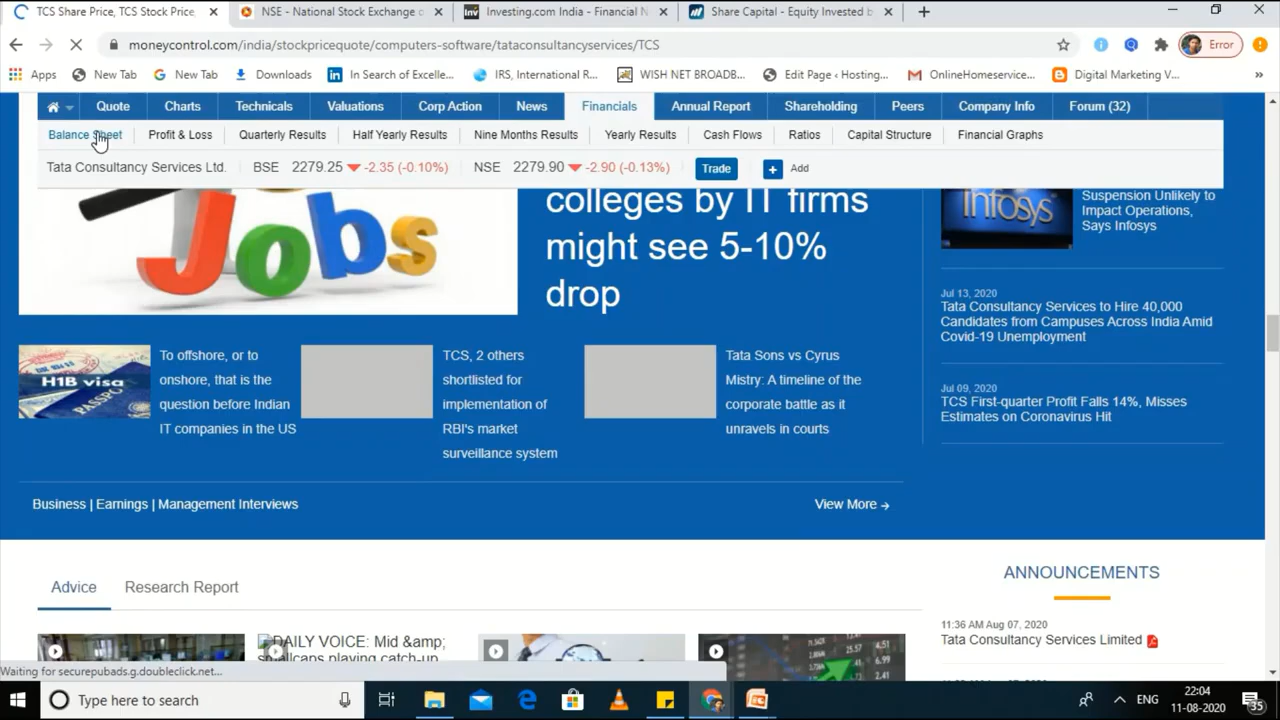 TCS Share Price, TCS Stock Price,
NSE - National Stock Exchange o
Investing.com India - Financial N
Share Capital - Equity Invested b
moneycontrol.com/india/stockpricequote/computers-software/tataconsultancyservices/TCS
Error
Apps
New Tab
New Tab
Downloads
In Search of Excelle...
IRS, International R...
WISH NET BROADB...
Edit Page ‹ Hosting...
OnlineHomeservice...
Digital Marketing V...
Quote
Charts
Technicals
Valuations
Corp Action
News
Financials
Annual Report
Shareholding
Peers
Company Info
Forum (32)
Balance Sheet
Profit & Loss
Quarterly Results
Half Yearly Results
Nine Months Results
Yearly Results
Cash Flows
Ratios
Capital Structure
Financial Graphs
Tata Consultancy Services Ltd.
BSE 2279.25 -2.35 (-0.10%)
NSE 2279.90 -2.90 (-0.13%)
Trade
Add
Jobs
colleges by IT firms
might see 5-10%
drop
Infosys
Suspension Unlikely to
Impact Operations,
Says Infosys
Jul 13, 2020
Tata Consultancy Services to Hire 40,000
Candidates from Campuses Across India Amid
Covid-19 Unemployment
Jul 09, 2020
TCS First-quarter Profit Falls 14%, Misses
Estimates on Coronavirus Hit
H1B visa
PASSPO
To offshore, or to
onshore, that is the
question before Indian
IT companies in the US
TCS, 2 others
shortlisted for
implementation of
RBI's market
surveillance system
Tata Sons vs Cyrus
Mistry: A timeline of the
corporate battle as it
unravels in courts
Business | Earnings | Management Interviews
View More
Advice
Research Report
ANNOUNCEMENTS
11:36 AM Aug 07, 2020
Tata Consultancy Services Limited
DAILY VOICE: Mid &amp;
smallcaps playing catch-up
Waiting for securepubads.g.doubleclick.net...
Type here to search
ENG
22:04
11-08-2020
35